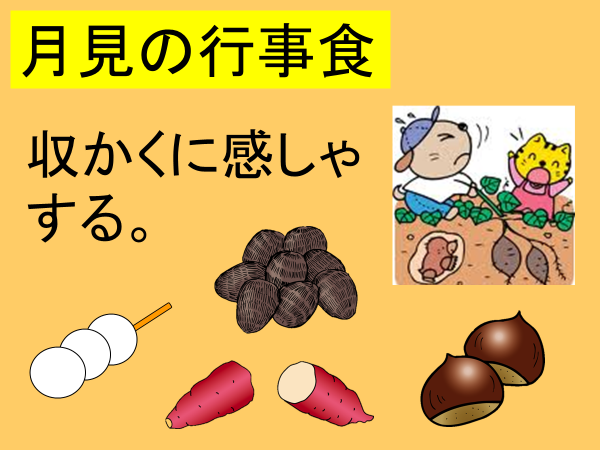 月見の行事食
収かくに感しゃ
する。